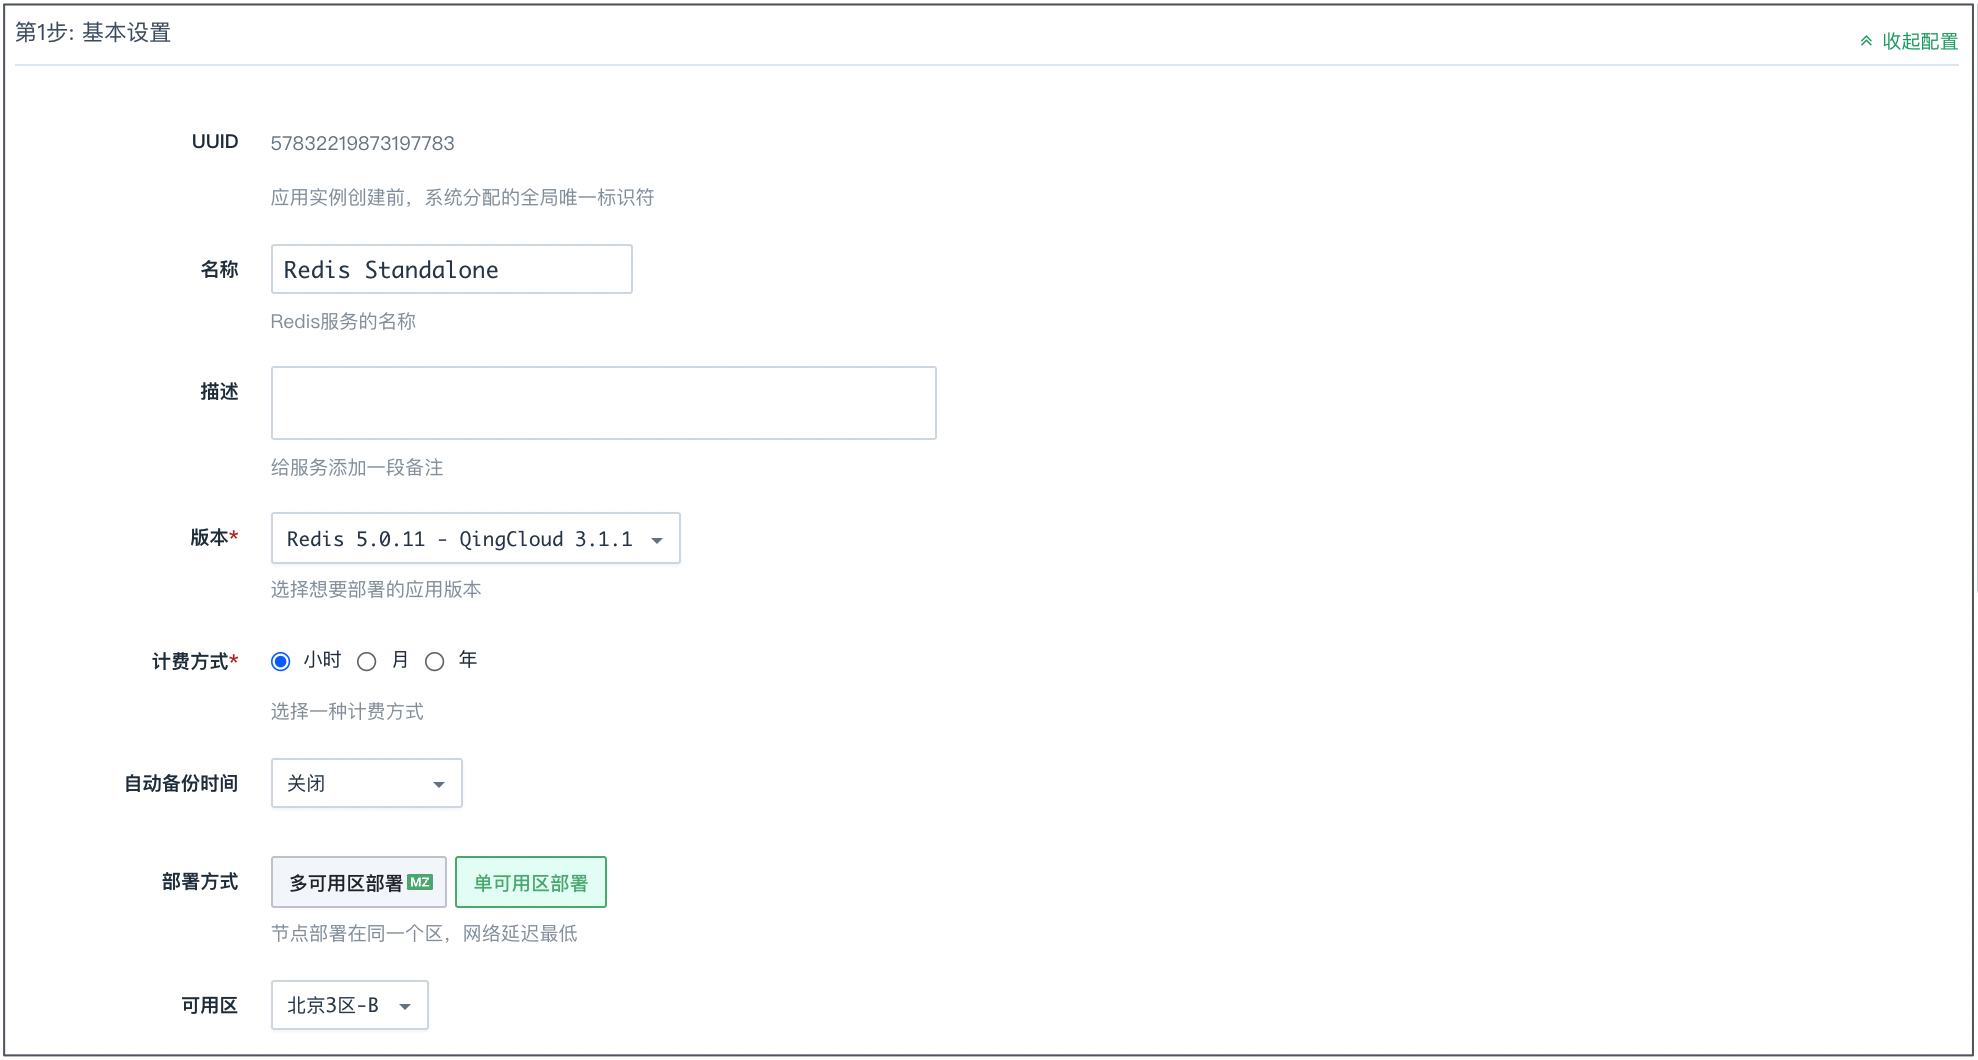 第1步: 基本设置
收起配置
UUID 57832219873197783
应用实例创建前，系统分配的全局唯一标识符
名称 Redis Standalone
Redis服务的名称
描述
给服务添加一段备注
版本* Redis 5.0.11 - QingCloud 3.1.1
选择想要部署的应用版本
计费方式* 小时 月 年
选择一种计费方式
自动备份时间 关闭
部署方式 多可用区部署 MZ 单可用区部署
节点部署在同一个区，网络延迟最低
可用区 北京3区-B